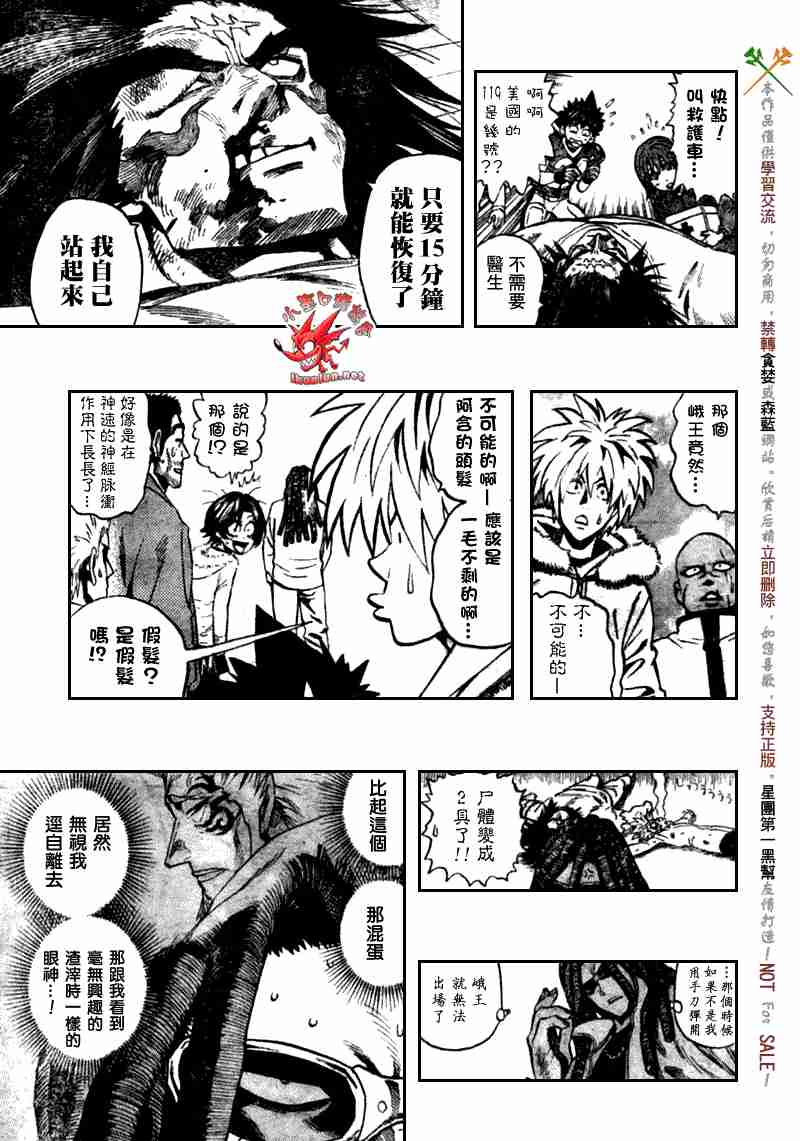 快點！
叫救護車…
啊啊
美國的
119
是幾號??
不需要
醫生
只要15分鐘
就能恢復了
我自己
站起來
那個
峨王竟然…
不…
不可能的—
不可能的啊—應該是
阿含的頭髮
一毛不剩的啊…
說的是
那個!?
好像是在
神速的神經脈衝
作用下長長了…
假髮？
是假髮
嗎!?
尸體變成
2具了!!
うううう
…那個時候
如果不是我
用手刀彈開
峨王
就無法
出場了
比起這個
那混蛋
居然
無視我
逕自離去
那跟我看到
毫無興趣的
渣滓時一樣的
眼神…！
ikanian.net
本作品僅供學習交流，切勿商用，禁轉貪婪或森藍網站。欣賞后請立即刪除，如您喜歡，支持正版。星團第一黑幫友情打造—NOT For SALE—